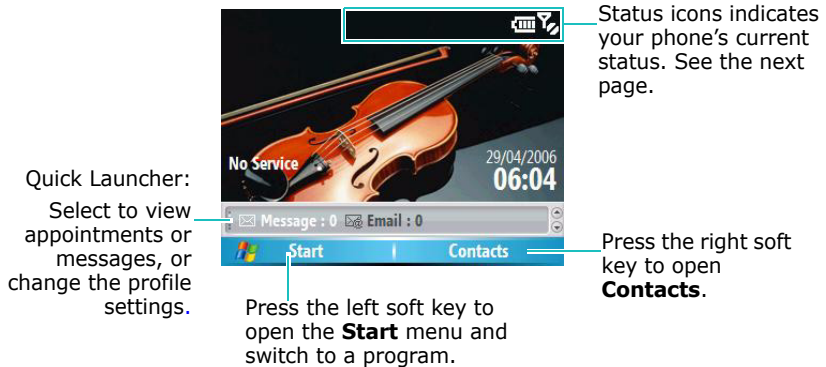 Status icons indicates
your phone's current
status. See the next
page.
No Service
29/04/2006
06:04
Quick Launcher:
Select to view
appointments or
messages, or
change the profile
settings.
Message : 0 Email : 0
Start
Contacts
Press the right soft
key to open
Contacts.
Press the left soft key to
open the Start menu and
switch to a program.